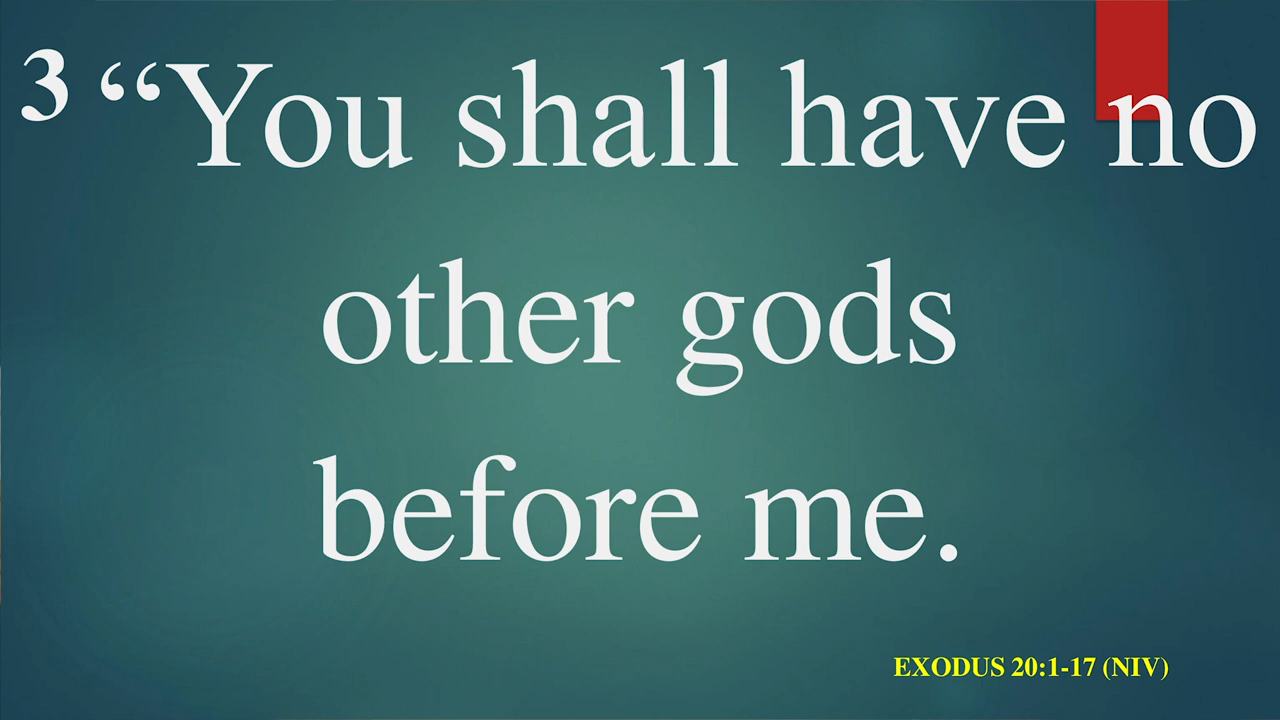 3 “You shall have no
other gods
before me.
EXODUS 20:1-17 (NIV)